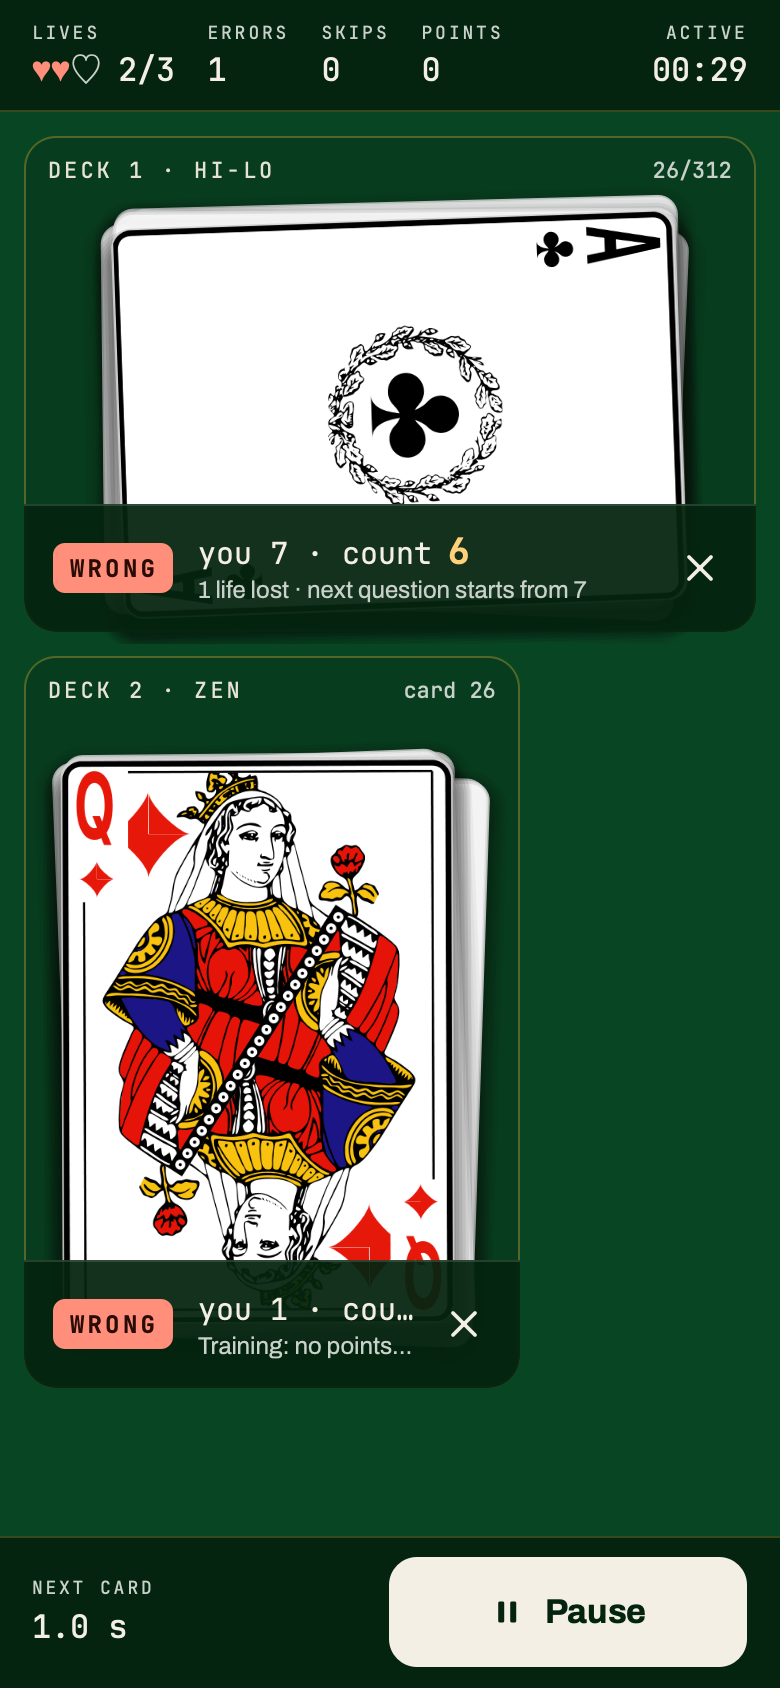 LIVES ERRORS SKIPS POINTS ACTIVE
♥♥♡ 2/3 1 0 0 00:29
DECK 1 · HI-LO 26/312
A
WRONG you 7 · count 6
1 life lost · next question starts from 7
A
DECK 2 · ZEN card 26
Q
Q
WRONG you 1 · cou…
Training: no points…
NEXT CARD
1.0 s
Pause